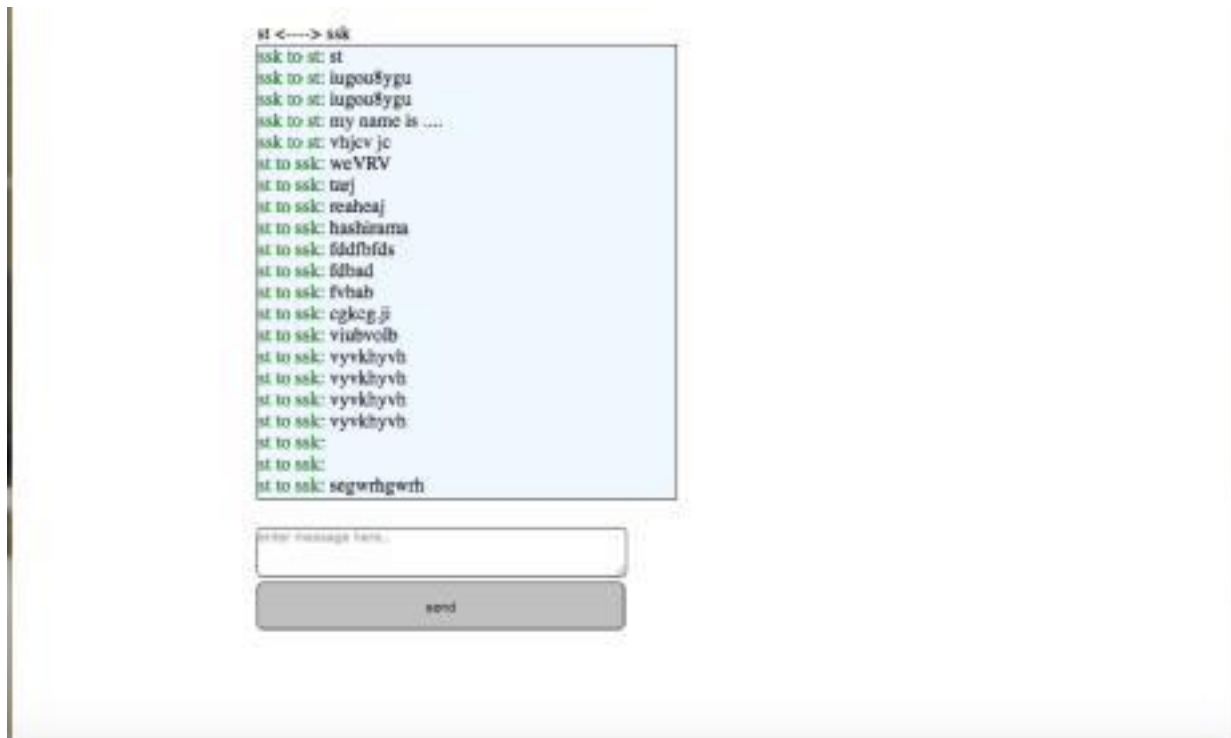 st <----> ssk
ssk to st: st
ssk to st: iugou8ygu
ssk to st: iugou8ygu
ssk to st: my name is ....
ssk to st: vhjcv jc
st to ssk: weVRV
st to ssk: tarj
st to ssk: reaheaj
st to ssk: hashirama
st to ssk: fddfbfds
st to ssk: fdbad
st to ssk: fvbab
st to ssk: cgkcg.ji
st to ssk: viubvolb
st to ssk: vyvkhyvh
st to ssk: vyvkhyvh
st to ssk: vyvkhyvh
st to ssk: vyvkhyvh
st to ssk:
st to ssk:
st to ssk: segwrhgwrh
enter message here..
send